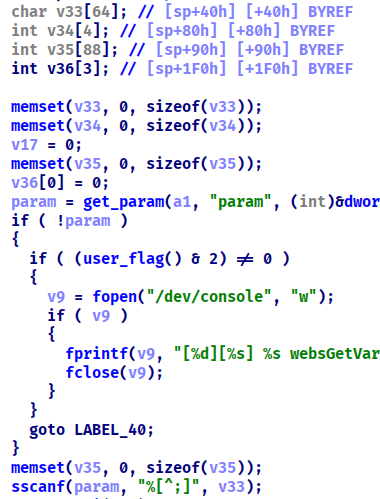 char v33[64]; // [sp+40h] [+40h] BYREF
int v34[4]; // [sp+80h] [+80h] BYREF
int v35[88]; // [sp+90h] [+90h] BYREF
int v36[3]; // [sp+1F0h] [+1F0h] BYREF
memset(v33, 0, sizeof(v33));
memset(v34, 0, sizeof(v34));
v17 = 0;
memset(v35, 0, sizeof(v35));
v36[0] = 0;
param = get_param(a1, "param", (int)&dwor
if ( !param )
{
if ( (user_flag() & 2) ≠ 0 )
{
v9 = fopen("/dev/console", "w");
if ( v9 )
{
fprintf(v9, "[%d][%s] %s websGetVar
fclose(v9);
}
}
goto LABEL_40;
}
memset(v35, 0, sizeof(v35));
sscanf(param, "%[^;]", v33);